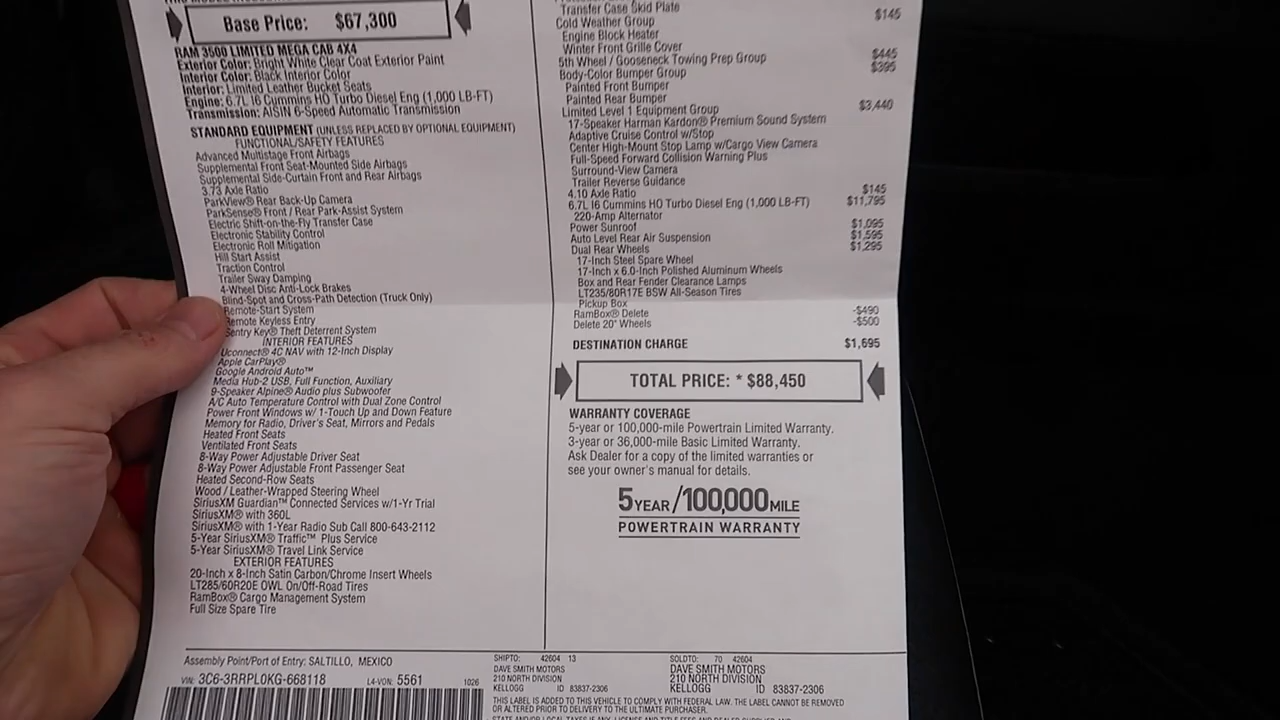 Base Price: $67,300
RAM 3500 LIMITED MEGA CAB 4X4
Exterior Color: Bright White Clear Coat Exterior Paint
Interior Color: Black Interior Color
Interior: Limited Leather Bucket Seats
Engine: 6.7L I6 Cummins HO Turbo Diesel Eng (1,000 LB-FT)
Transmission: AISIN 6-Speed Automatic Transmission
STANDARD EQUIPMENT (UNLESS REPLACED BY OPTIONAL EQUIPMENT)
FUNCTIONAL/SAFETY FEATURES
Advanced Multistage Front Airbags
Supplemental Front Seat-Mounted Side Airbags
Supplemental Side-Curtain Front and Rear Airbags
3.73 Axle Ratio
ParkView® Rear Back-Up Camera
ParkSense® Front / Rear Park-Assist System
Electric Shift-on-the-Fly Transfer Case
Electronic Stability Control
Electronic Roll Mitigation
Hill Start Assist
Traction Control
Trailer Sway Damping
4-Wheel Disc Anti-Lock Brakes
Blind-Spot and Cross-Path Detection (Truck Only)
Remote-Start System
Remote Keyless Entry
Sentry Key® Theft Deterrent System
INTERIOR FEATURES
Uconnect® 4C NAV with 12-Inch Display
Apple CarPlay®
Google Android Auto™
Media Hub-2 USB, Full Function, Auxiliary
9-Speaker Alpine® Audio plus Subwoofer
A/C Auto Temperature Control with Dual Zone Control
Power Front Windows w/ 1-Touch Up and Down Feature
Memory for Radio, Driver's Seat, Mirrors and Pedals
Heated Front Seats
Ventilated Front Seats
8-Way Power Adjustable Driver Seat
8-Way Power Adjustable Front Passenger Seat
Heated Second-Row Seats
Wood / Leather-Wrapped Steering Wheel
SiriusXM Guardian™ Connected Services w/1-Yr Trial
SiriusXM® with 360L
SiriusXM® with 1-Year Radio Sub Call 800-643-2112
5-Year SiriusXM® Traffic™ Plus Service
5-Year SiriusXM® Travel Link Service
EXTERIOR FEATURES
20-Inch x 8-Inch Satin Carbon/Chrome Insert Wheels
LT285/60R20E OWL On/Off-Road Tires
RamBox® Cargo Management System
Full Size Spare Tire
Transfer Case Skid Plate
Cold Weather Group $145
Engine Block Heater
Winter Front Grille Cover
5th Wheel / Gooseneck Towing Prep Group $445
Body-Color Bumper Group $395
Painted Front Bumper
Painted Rear Bumper
Limited Level 1 Equipment Group $3,440
17-Speaker Harman Kardon® Premium Sound System
Adaptive Cruise Control w/Stop
Center High-Mount Stop Lamp w/Cargo View Camera
Full-Speed Forward Collision Warning Plus
Surround-View Camera
Trailer Reverse Guidance
4.10 Axle Ratio $145
6.7L I6 Cummins HO Turbo Diesel Eng (1,000 LB-FT) $11,795
220-Amp Alternator
Power Sunroof $1,095
Auto Level Rear Air Suspension $1,595
Dual Rear Wheels $1,295
17-Inch Steel Spare Wheel
17-Inch x 6.0-Inch Polished Aluminum Wheels
Box and Rear Fender Clearance Lamps
LT235/80R17E BSW All-Season Tires
Pickup Box
RamBox® Delete -$490
Delete 20" Wheels -$500
DESTINATION CHARGE $1,695
TOTAL PRICE: * $88,450
WARRANTY COVERAGE
5-year or 100,000-mile Powertrain Limited Warranty.
3-year or 36,000-mile Basic Limited Warranty.
Ask Dealer for a copy of the limited warranties or
see your owner's manual for details.
5 YEAR/100,000 MILE
POWERTRAIN WARRANTY
Assembly Point/Port of Entry: SALTILLO, MEXICO
VIN: 3C6-3RRPL0KG-668118 L4-VON: 5561 1026
SHIPTO: 42604 13
DAVE SMITH MOTORS
210 NORTH DIVISION
KELLOGG ID 83837-2306
SOLDTO: 70 42604
DAVE SMITH MOTORS
210 NORTH DIVISION
KELLOGG ID 83837-2306
THIS LABEL IS ADDED TO THIS VEHICLE TO COMPLY WITH FEDERAL LAW. THE LABEL CANNOT BE REMOVED
OR ALTERED PRIOR TO DELIVERY TO THE ULTIMATE PURCHASER.